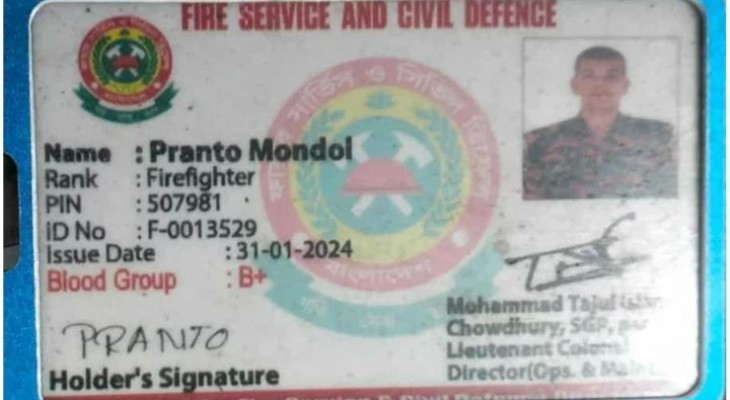 FIRE SERVICE AND CIVIL DEFENCE
Name : Pranto Mondol
Rank : Firefighter
PIN : 507981
ID No : F-0013529
Issue Date : 31-01-2024
Blood Group : B+
ফায়ার সার্ভিস ও সিভিল ডিফেন্স
বাংলাদেশ
গতি সেবা
PRANTO
Holder's Signature
Mohammad Tajul
Chowdhury, SGP,
Lieutenant Colonel
Director(Ops. &